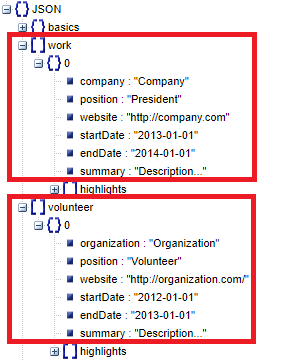 JSON
basics
work
0
company : "Company"
position : "President"
website : "http://company.com"
startDate : "2013-01-01"
endDate : "2014-01-01"
summary : "Description..."
highlights
volunteer
0
organization : "Organization"
position : "Volunteer"
website : "http://organization.com/"
startDate : "2012-01-01"
endDate : "2013-01-01"
summary : "Description..."
highlights